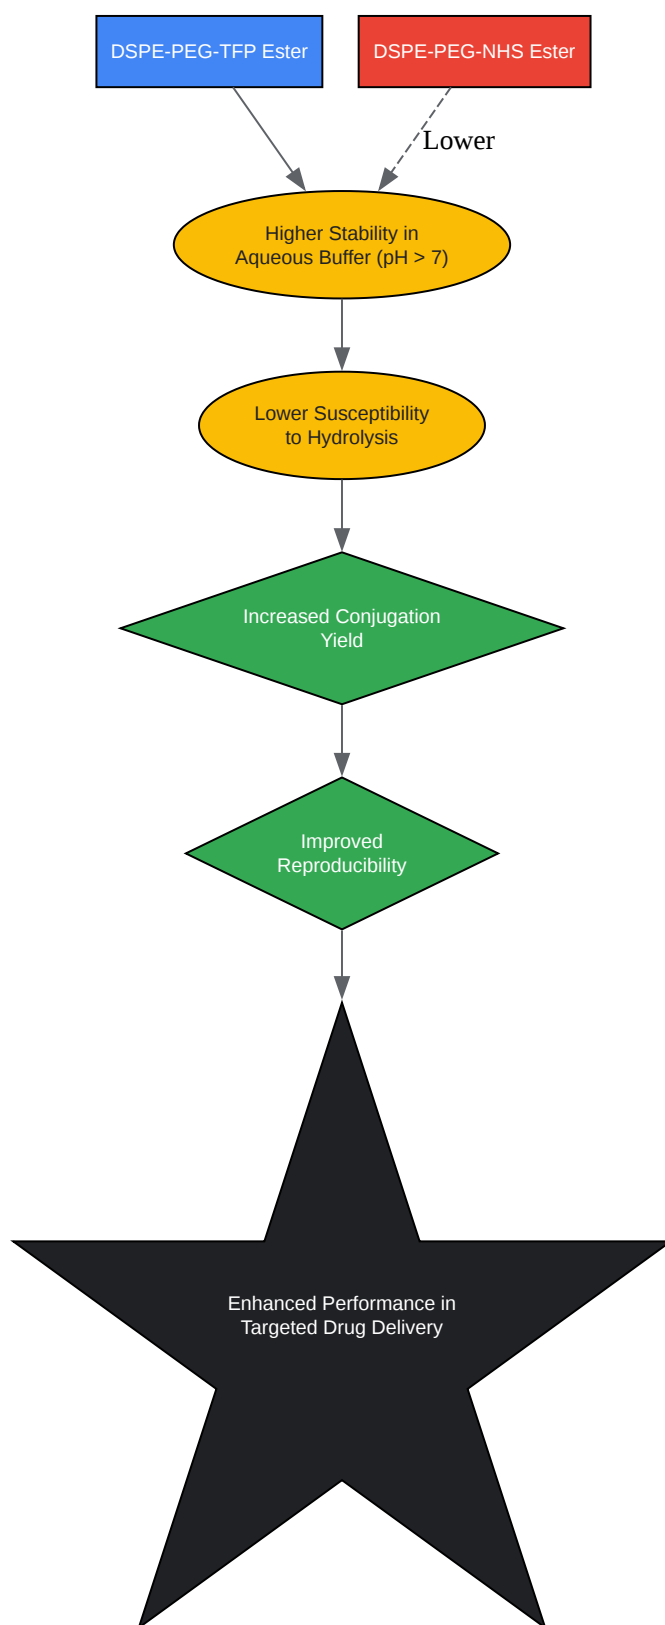 DSPE-PEG-TFP Ester
DSPE-PEG-NHS Ester
Lower
Higher Stability in
Aqueous Buffer (pH > 7)
Lower Susceptibility
to Hydrolysis
Increased Conjugation
Yield
Improved
Reproducibility
Enhanced Performance in
Targeted Drug Delivery